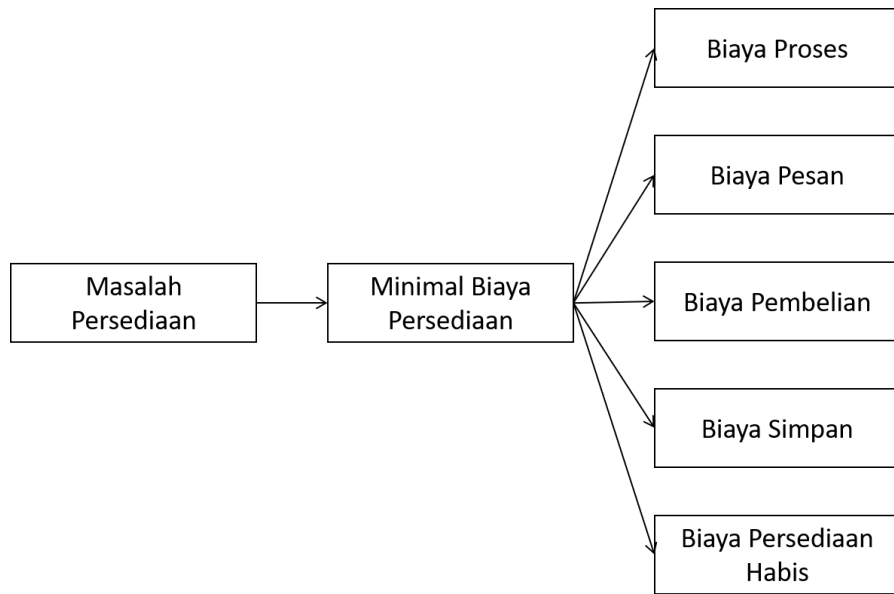 Masalah
Persediaan
Minimal Biaya
Persediaan
Biaya Proses
Biaya Pesan
Biaya Pembelian
Biaya Simpan
Biaya Persediaan
Habis